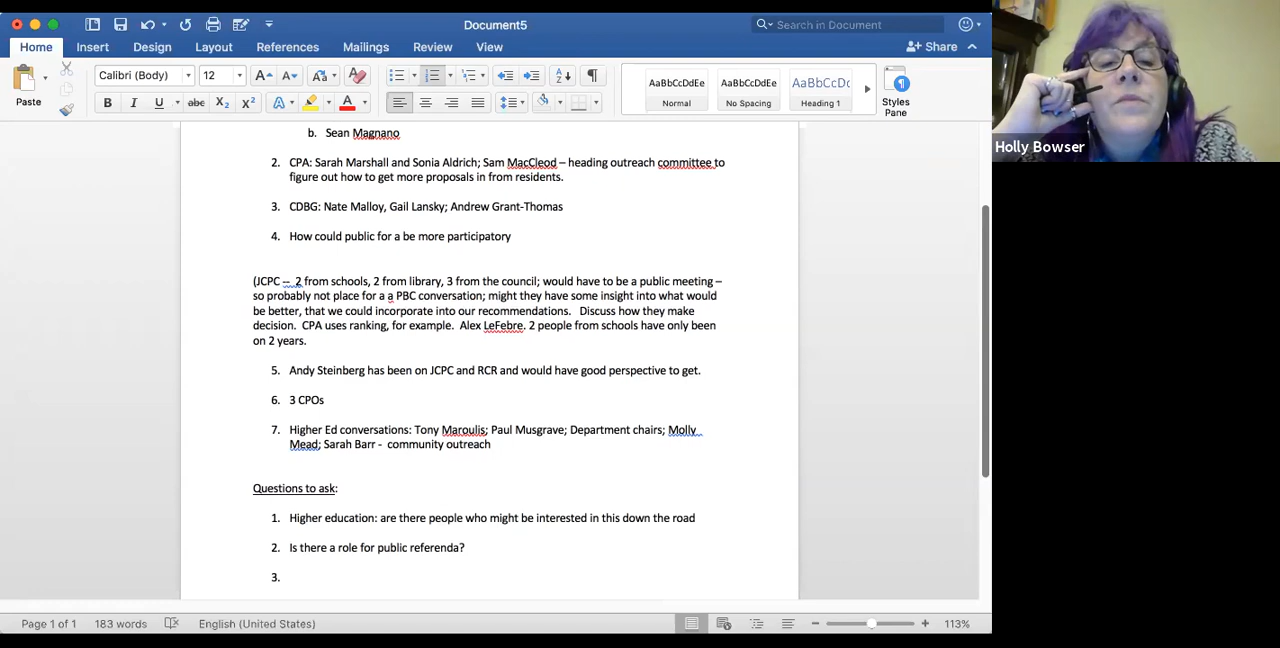 Document5
Search in Document
Home Insert Design Layout References Mailings Review View
Share
Paste
Calibri (Body) 12
AaBbCcDdEe AaBbCcDdEe AaBbCcDc
Normal No Spacing Heading 1
Styles
Pane
Holly Bowser
b. Sean Magnano
2. CPA: Sarah Marshall and Sonia Aldrich; Sam MacCleod – heading outreach committee to
figure out how to get more proposals in from residents.
3. CDBG: Nate Malloy, Gail Lansky; Andrew Grant-Thomas
4. How could public for a be more participatory
(JCPC -- 2 from schools, 2 from library, 3 from the council; would have to be a public meeting –
so probably not place for a a PBC conversation; might they have some insight into what would
be better, that we could incorporate into our recommendations. Discuss how they make
decision. CPA uses ranking, for example. Alex LeFebre. 2 people from schools have only been
on 2 years.
5. Andy Steinberg has been on JCPC and RCR and would have good perspective to get.
6. 3 CPOs
7. Higher Ed conversations: Tony Maroulis; Paul Musgrave; Department chairs; Molly
Mead; Sarah Barr - community outreach
Questions to ask:
1. Higher education: are there people who might be interested in this down the road
2. Is there a role for public referenda?
3.
Page 1 of 1 183 words English (United States) 113%